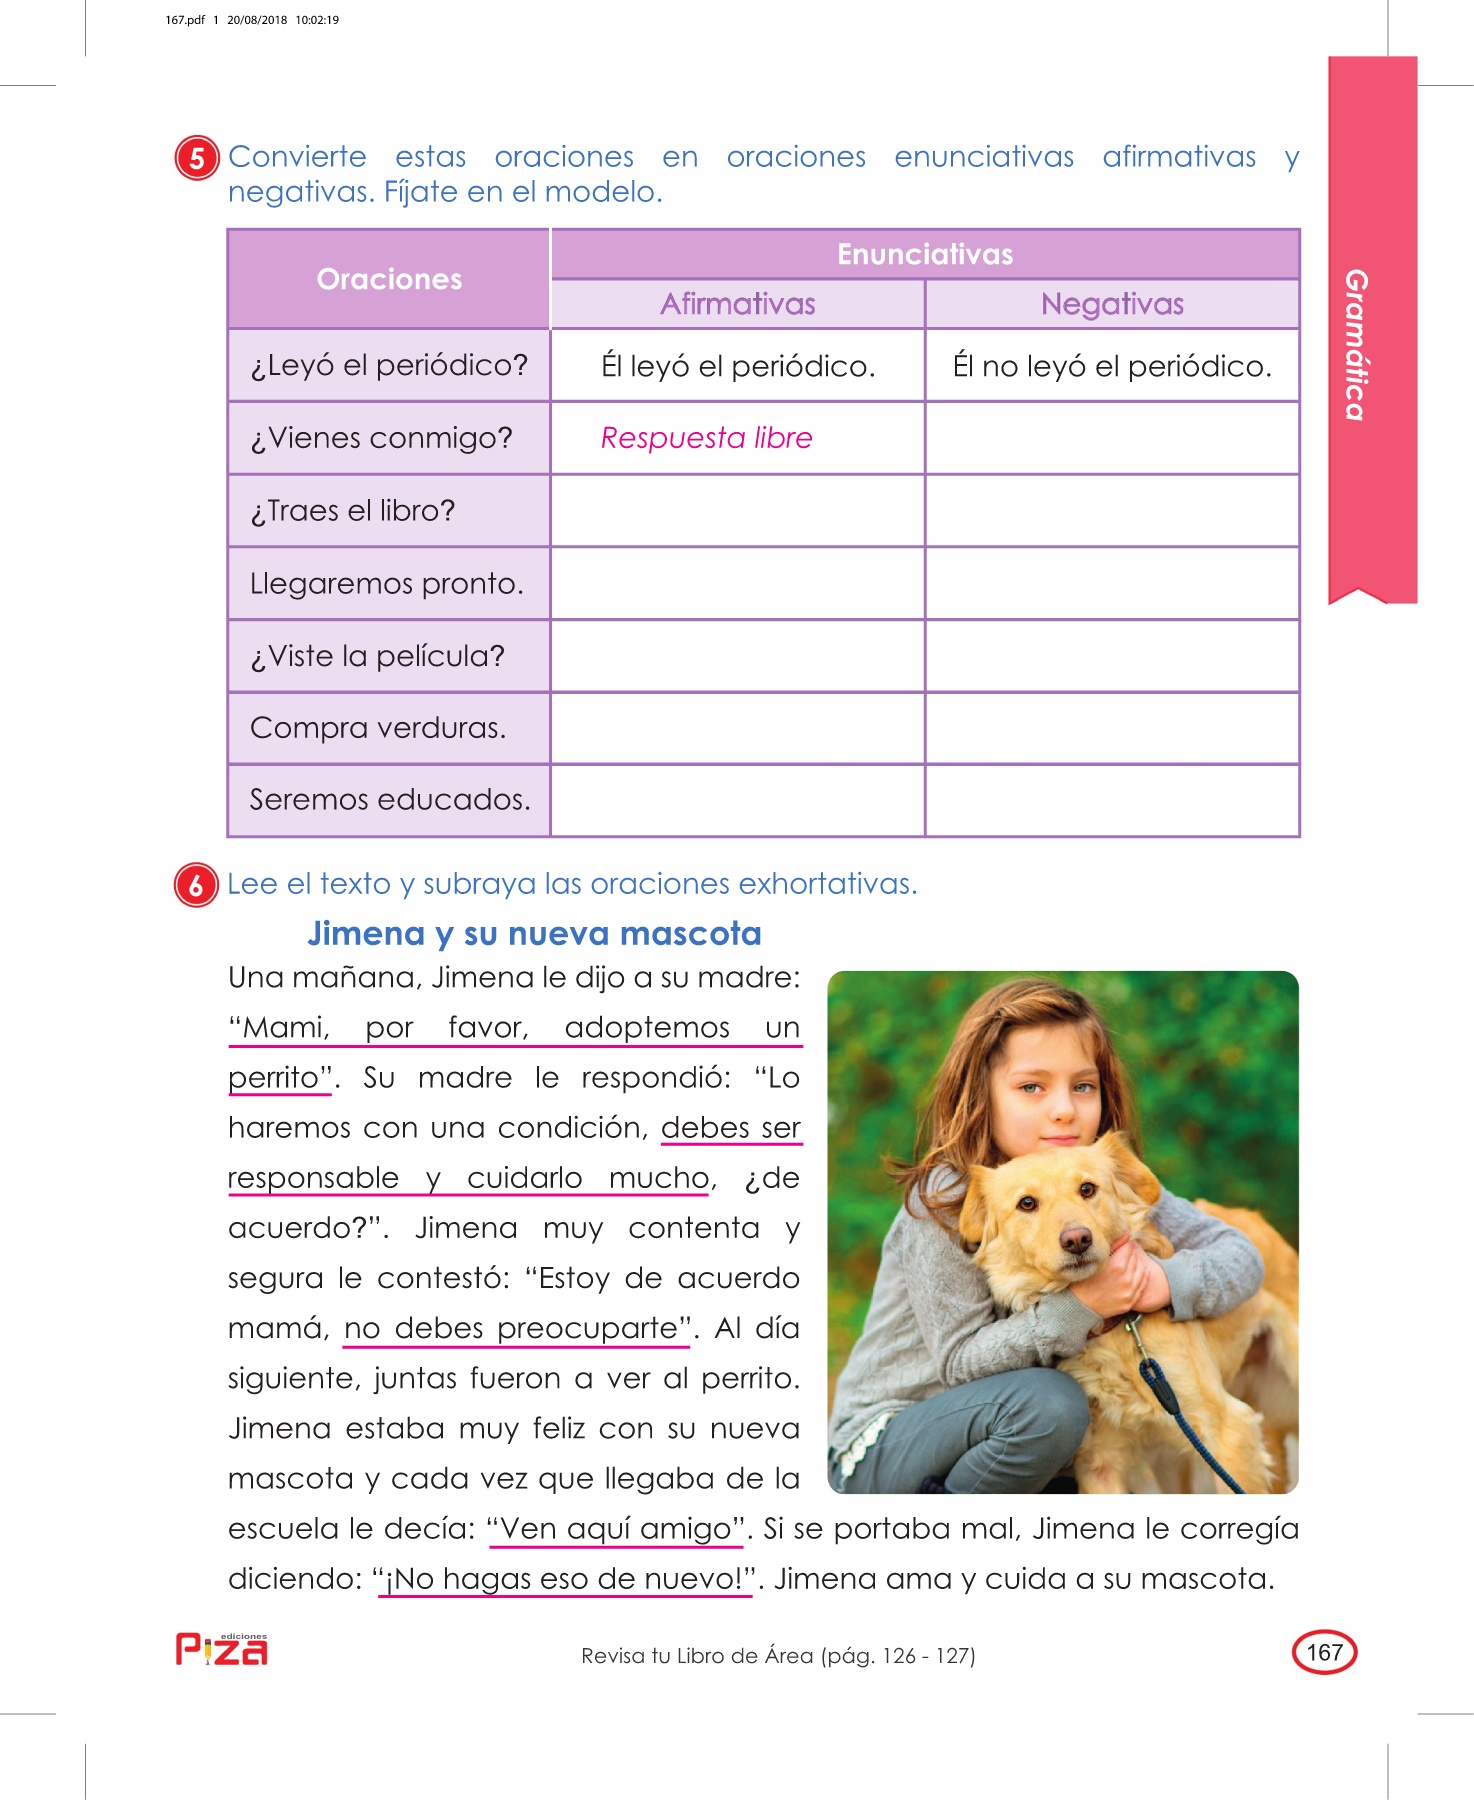 167.pdf 1 20/08/2018 10:02:19
5 Convierte estas oraciones en oraciones enunciativas afirmativas y
negativas. Fíjate en el modelo.
Oraciones
Enunciativas
Afirmativas Negativas
¿Leyó el periódico? Él leyó el periódico. Él no leyó el periódico.
¿Vienes conmigo? Respuesta libre
¿Traes el libro?
Llegaremos pronto.
¿Viste la película?
Compra verduras.
Seremos educados.
Gramática
6 Lee el texto y subraya las oraciones exhortativas.
Jimena y su nueva mascota
Una mañana, Jimena le dijo a su madre:
“Mami, por favor, adoptemos un
perrito”. Su madre le respondió: “Lo
haremos con una condición, debes ser
responsable y cuidarlo mucho, ¿de
acuerdo?”. Jimena muy contenta y
segura le contestó: “Estoy de acuerdo
mamá, no debes preocuparte”. Al día
siguiente, juntas fueron a ver al perrito.
Jimena estaba muy feliz con su nueva
mascota y cada vez que llegaba de la
escuela le decía: “Ven aquí amigo”. Si se portaba mal, Jimena le corregía
diciendo: “¡No hagas eso de nuevo!”. Jimena ama y cuida a su mascota.
ediciones
Piza
Revisa tu Libro de Área (pág. 126 - 127)
167